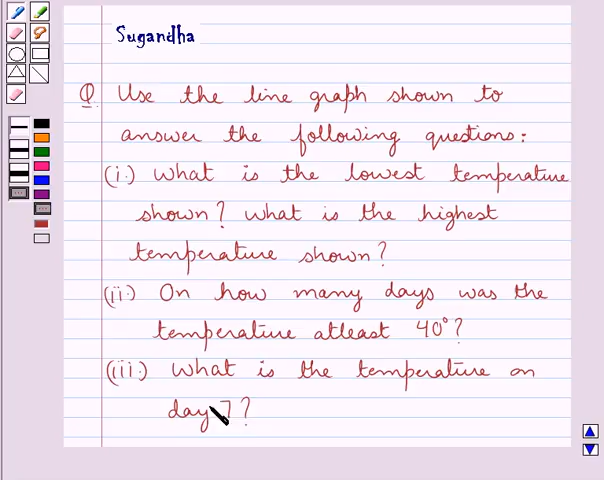 Sugandha
Q. Use the line graph shown to
answer the following questions:
(i.) What is the lowest temperature
shown? What is the highest
temperature shown?
(ii.) On how many days was the
temperature atleast 40°?
(iii.) What is the temperature on
day 7?